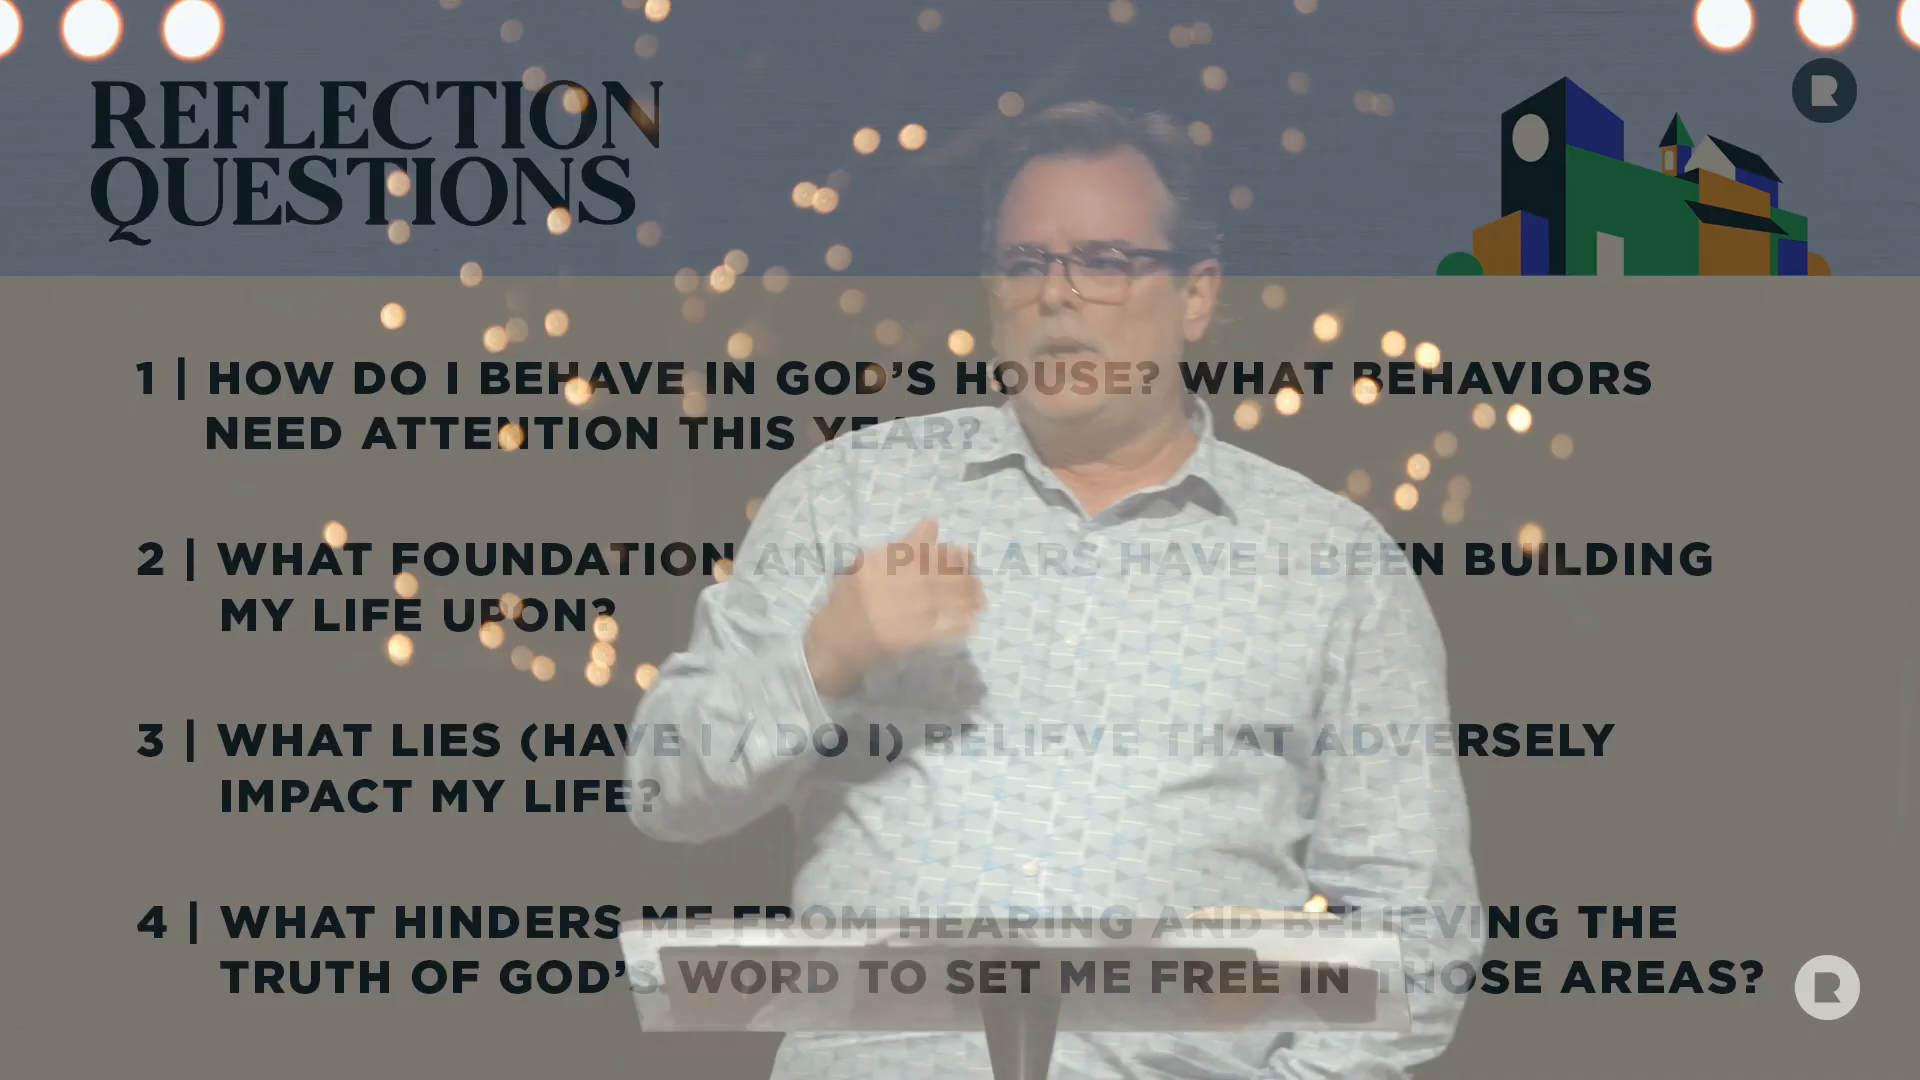 REFLECTION
QUESTIONS
R
1 | HOW DO I BEHAVE IN GOD'S HOUSE? WHAT BEHAVIORS
NEED ATTENTION THIS YEAR?
2 | WHAT FOUNDATION AND PILLARS HAVE I BEEN BUILDING
MY LIFE UPON?
3 | WHAT LIES (HAVE I / DO I) BELIEVE THAT ADVERSELY
IMPACT MY LIFE?
4 | WHAT HINDERS ME FROM HEARING AND BELIEVING THE
TRUTH OF GOD'S WORD TO SET ME FREE IN THOSE AREAS?
R